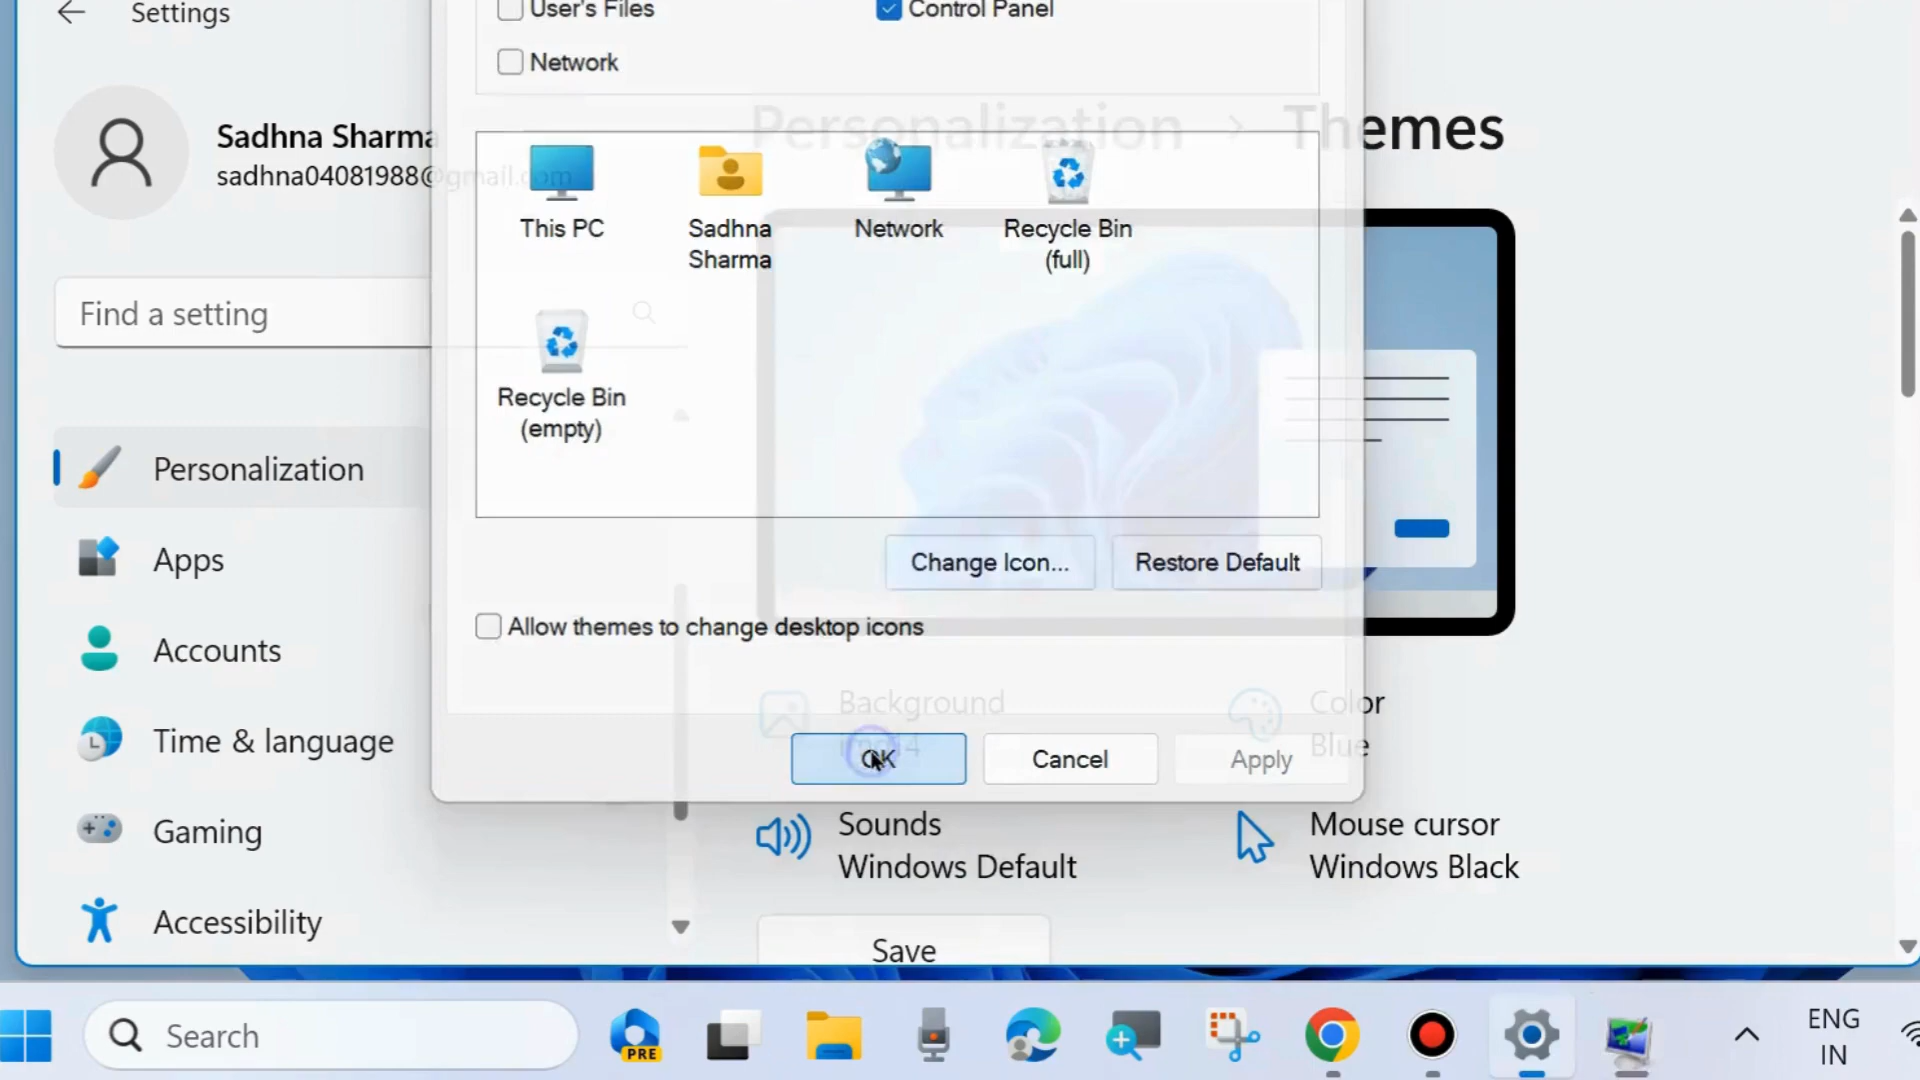 Settings
User's Files
Control Panel
Network
Sadhna Sharma
sadhna04081988@gmail.com
Personalization > Themes
This PC
Sadhna
Sharma
Network
Recycle Bin
(full)
Find a setting
Recycle Bin
(empty)
Personalization
Apps
Change Icon...
Restore Default
Allow themes to change desktop icons
Accounts
Background
Color
Blue
Time & language
OK
Cancel
Apply
Gaming
Sounds
Windows Default
Mouse cursor
Windows Black
Accessibility
Save
Search
PRE
ENG
IN